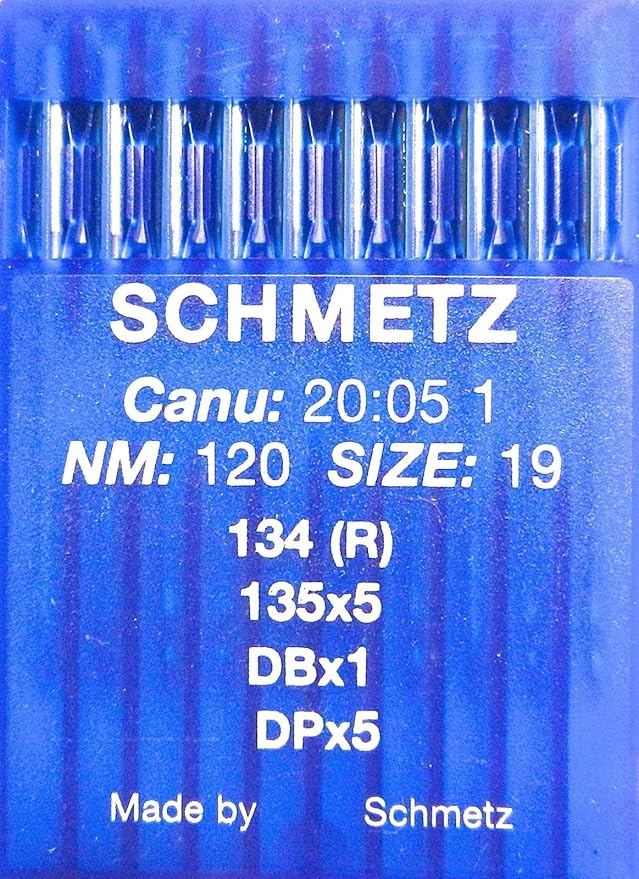 SCHMETZ
Canu: 20:05 1
NM: 120 SIZE: 19
134 (R)
135x5
DBx1
DPx5
Made by Schmetz